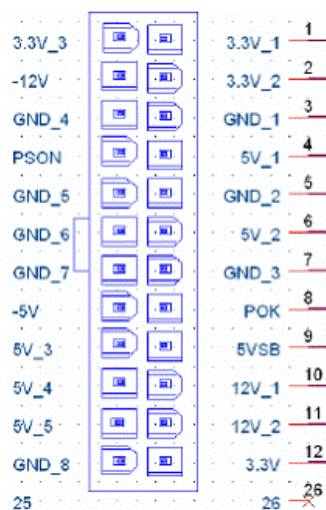 3.3V_3 3.3V_1 1
-12V 3.3V_2 2
GND_4 GND_1 3
PSON 5V_1 4
GND_5 GND_2 5
GND_6 5V_2 6
GND_7 GND_3 7
-5V POK 8
5V_3 5VSB 9
5V_4 12V_1 10
5V_5 12V_2 11
GND_8 3.3V 12
25 26 26